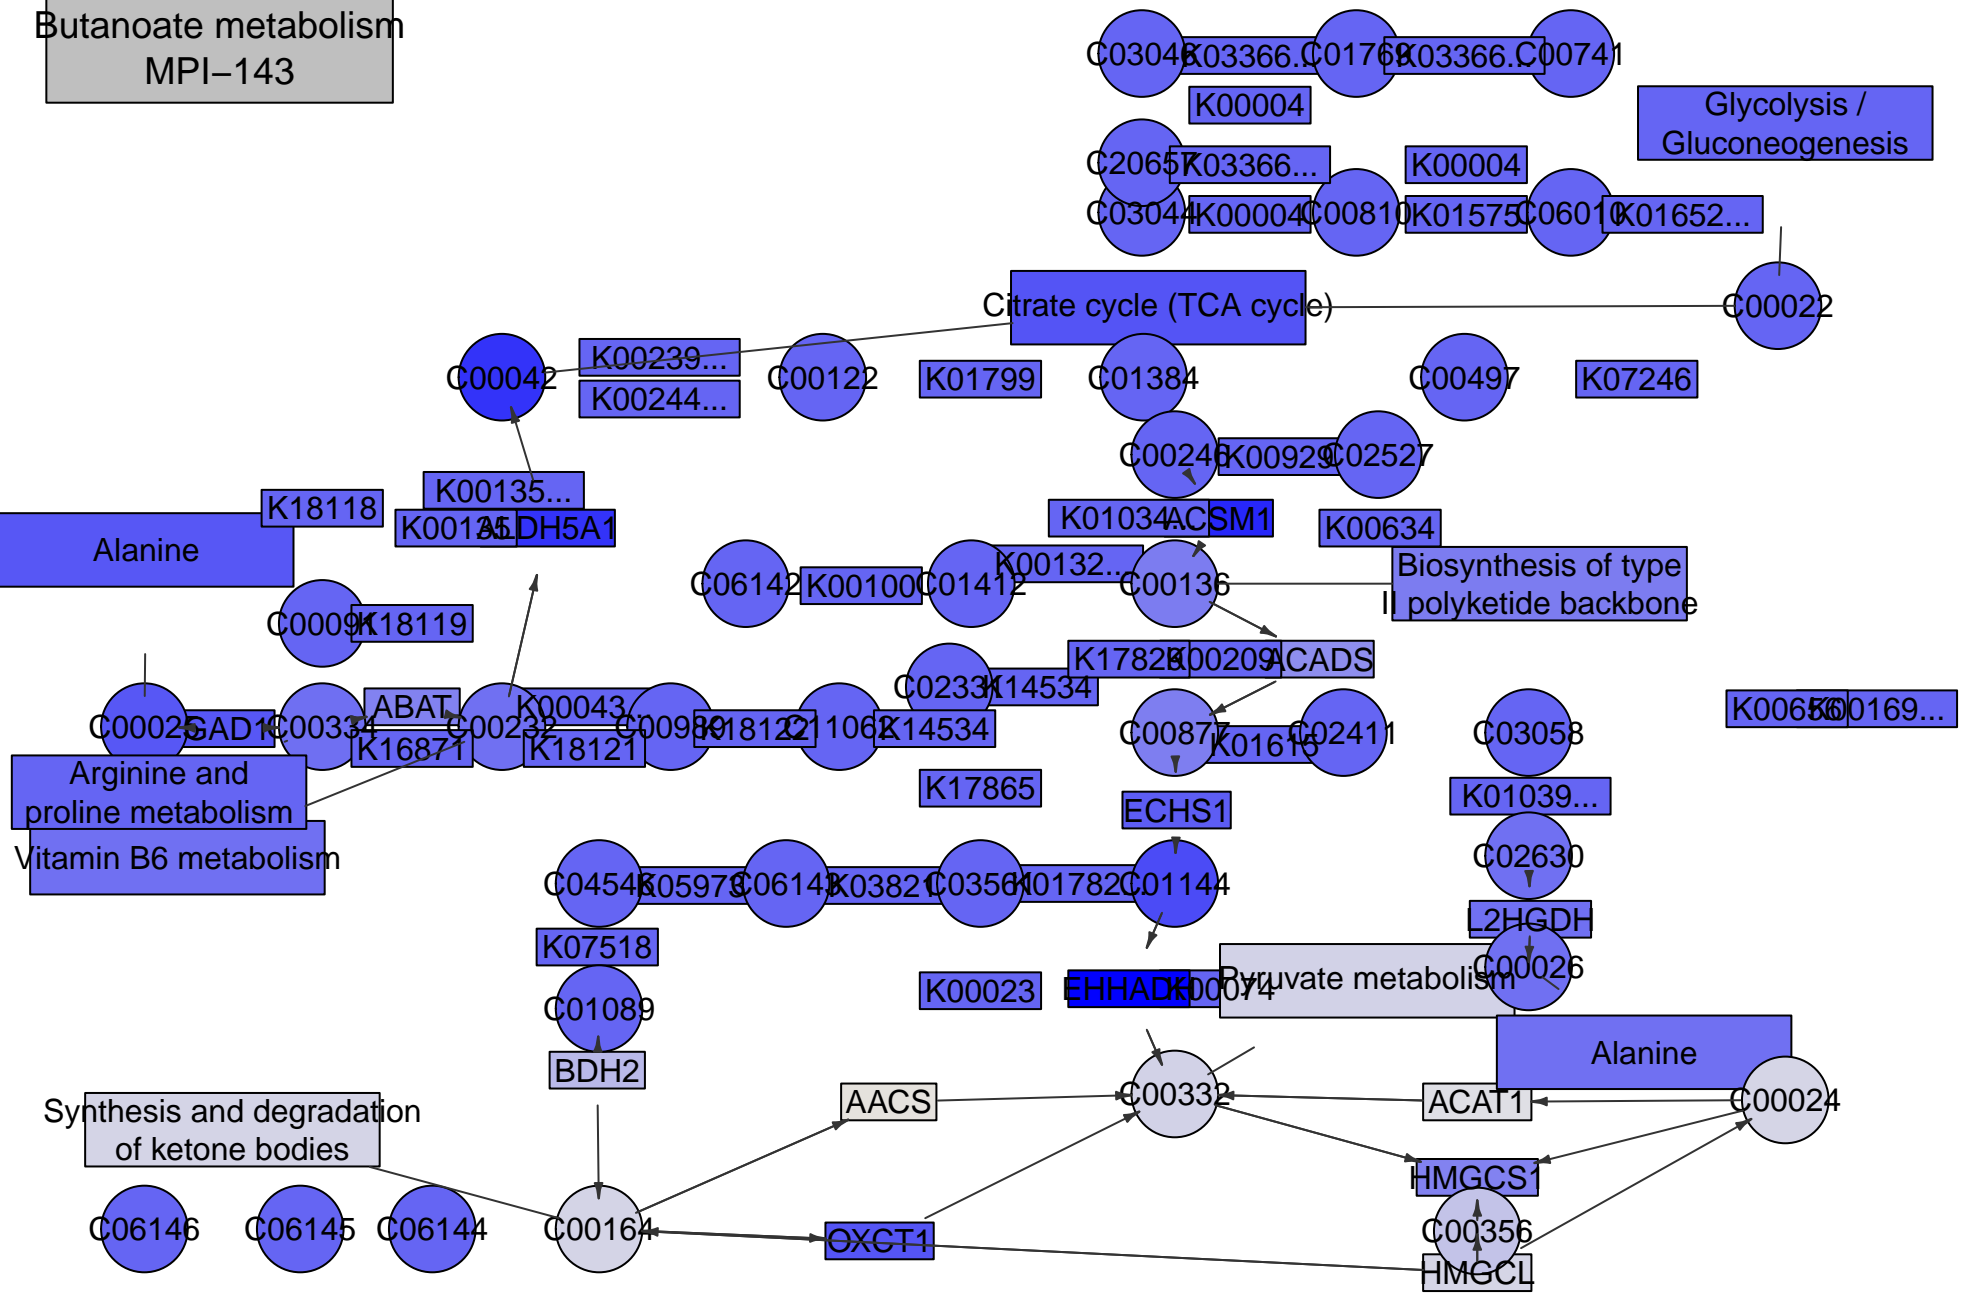 Butanoate metabolism
MPI−143
C03046
K03366...
C01769
K03366...
C00741
K00004
Glycolysis /
Gluconeogenesis
C20657
K03366...
K00004
C03044
K00004
C00810
K01575
C06010
K01652...
Citrate cycle (TCA cycle)
C00022
C00042
K00239...
K00244...
C00122
K01799
C01384
C00497
K07246
C00246
K00929
C02527
K18118
K00135...
K00135
ALDH5A1
K01034...
ACSM1
K00634
Alanine
C06142
K00100
C01412
K00132...
C00136
Biosynthesis of type
II polyketide backbone
C00091
K18119
K17829
K00209
ACADS
C02331
K14534
C00025
GAD1
C00334
ABAT
K16871
C00232
K00043...
K18121
C00989
K18122
C11062
K14534
C00877
K01615
C02411
C03058
K00656
K00169...
Arginine and
proline metabolism
K17865
ECHS1
K01039...
Vitamin B6 metabolism
C02630
C04546
K05973
C06143
K03821
C03561
K01782...
C01144
L2HGDH
K07518
C00026
K00023
EHHADH
K00074
Pyruvate metabolism
C01089
Alanine
BDH2
Synthesis and degradation
of ketone bodies
AACS
C00332
ACAT1
C00024
HMGCS1
C06146
C06145
C06144
C00164
OXCT1
C00356
HMGCL